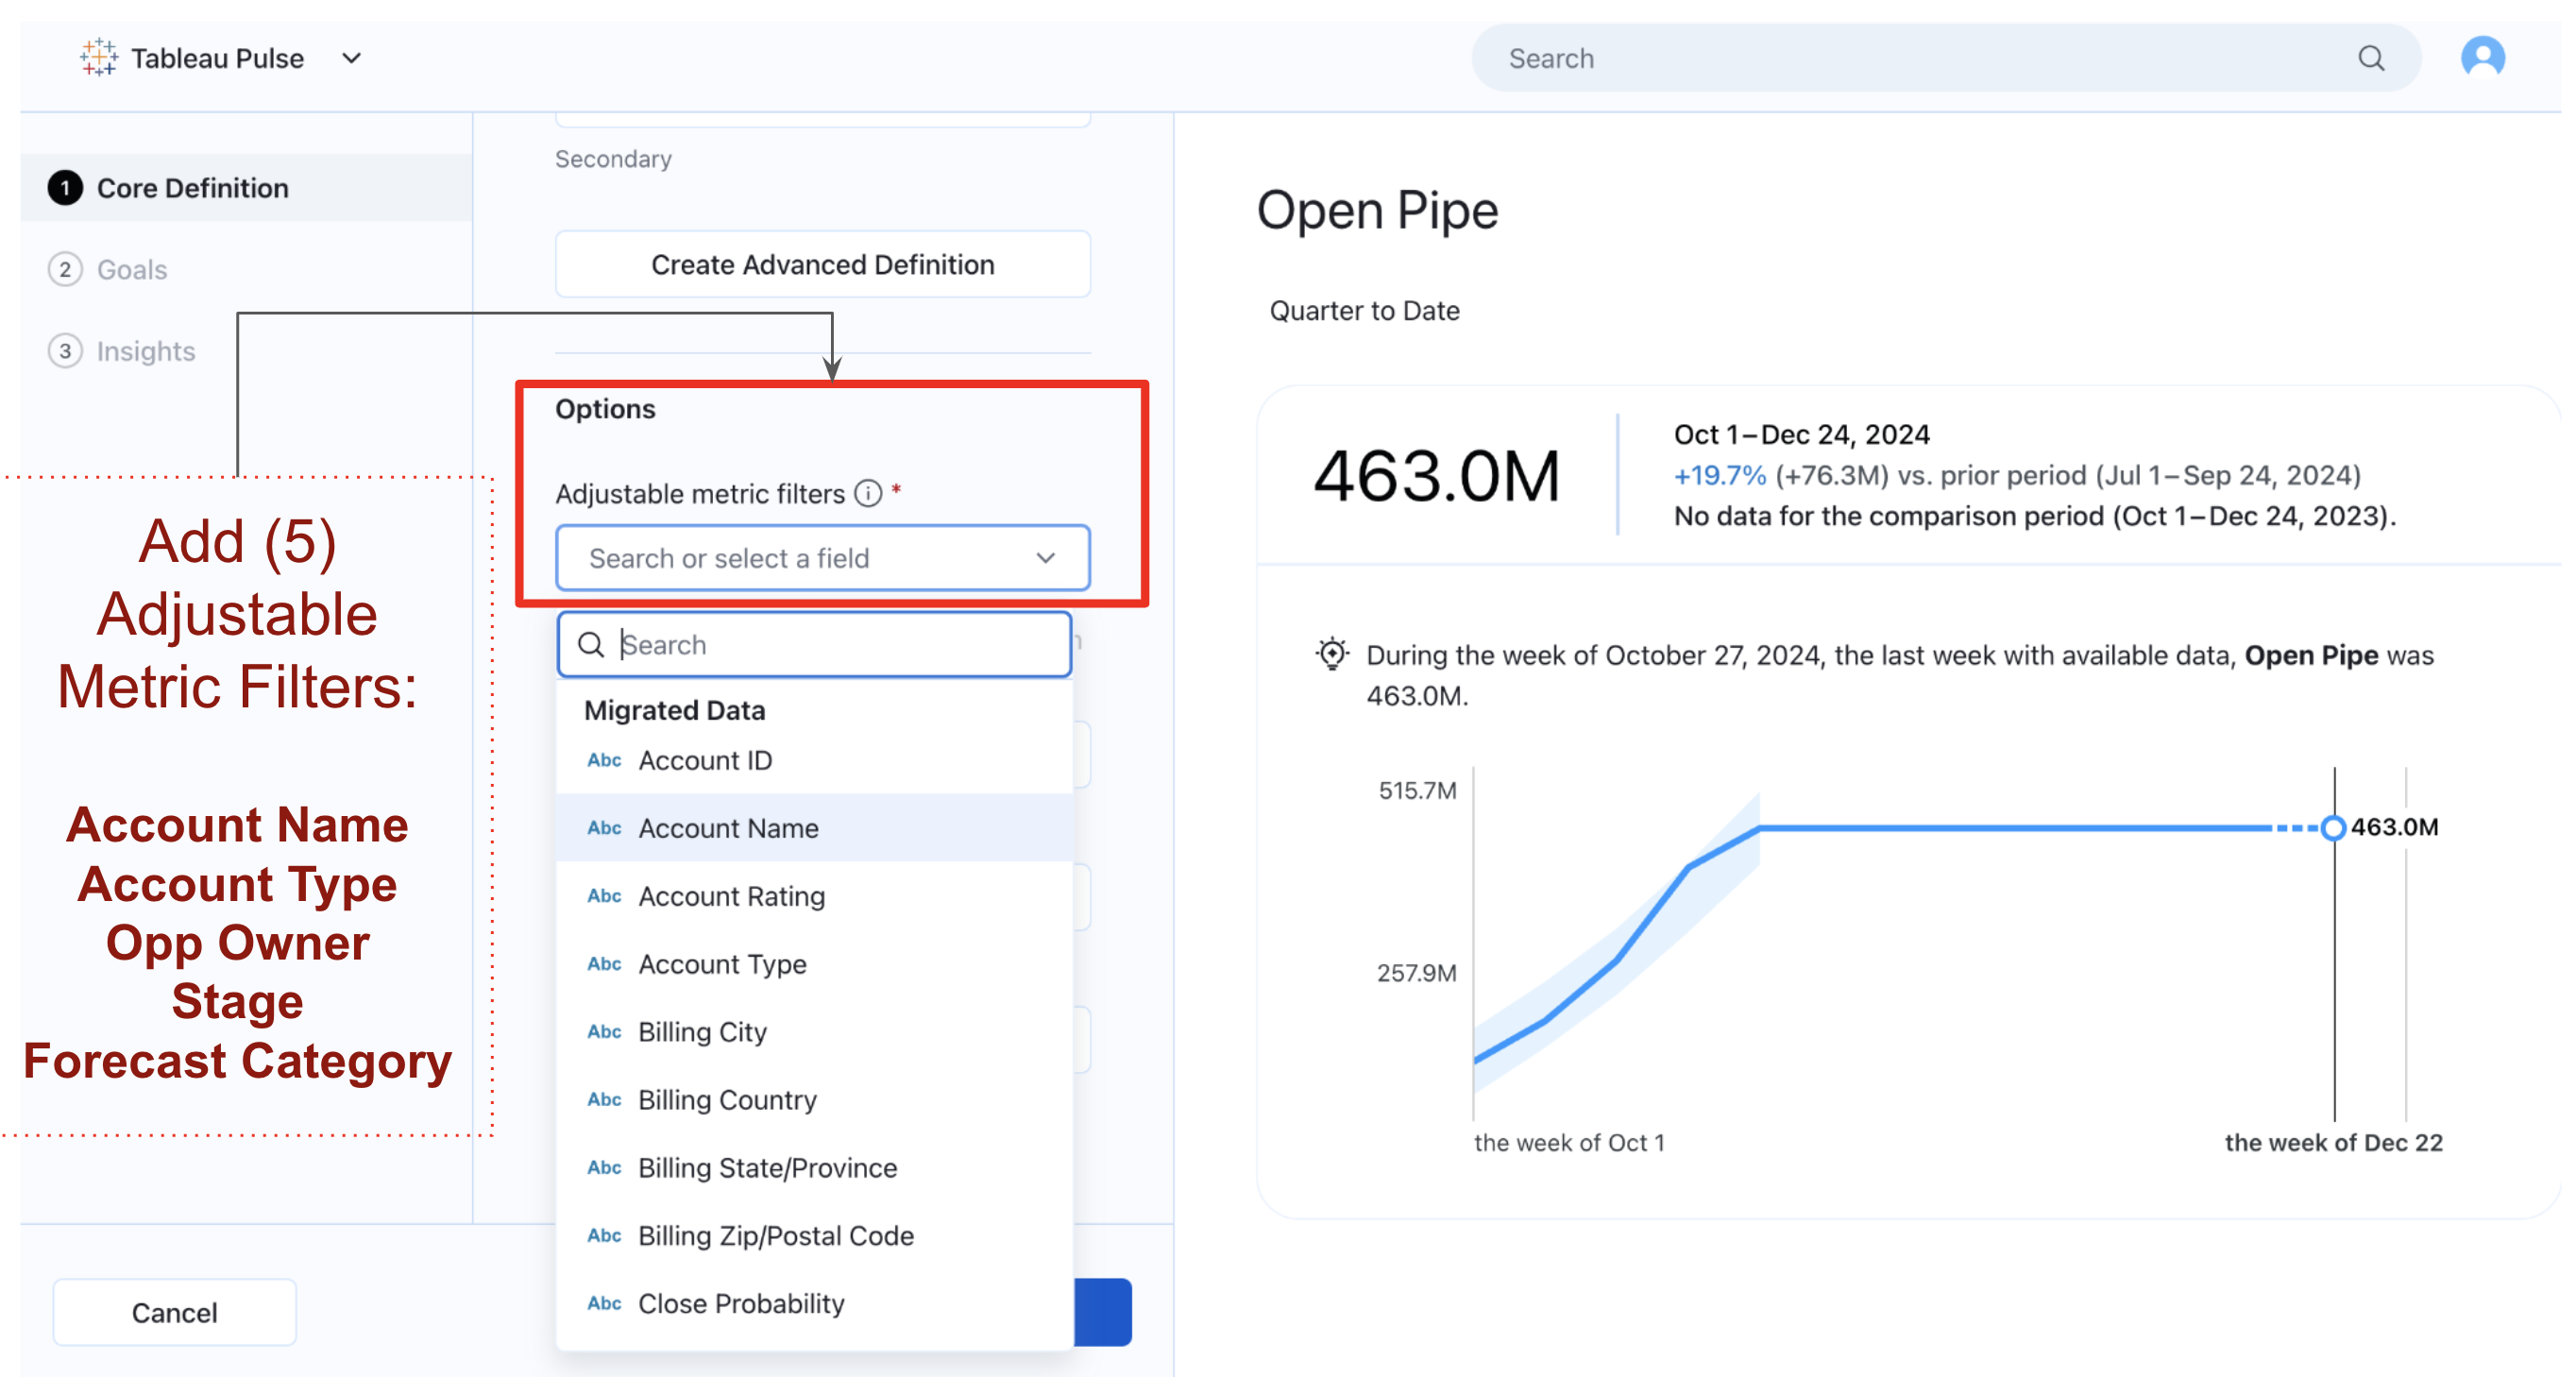 Tableau Pulse
Search
1 Core Definition
2 Goals
3 Insights
Add (5)
Adjustable
Metric Filters:
Account Name
Account Type
Opp Owner
Stage
Forecast Category
Cancel
Secondary
Create Advanced Definition
Options
Adjustable metric filters *
Search or select a field
Search
Migrated Data
Abc Account ID
Abc Account Name
Abc Account Rating
Abc Account Type
Abc Billing City
Abc Billing Country
Abc Billing State/Province
Abc Billing Zip/Postal Code
Abc Close Probability
Open Pipe
Quarter to Date
463.0M
Oct 1–Dec 24, 2024
+19.7% (+76.3M) vs. prior period (Jul 1–Sep 24, 2024)
No data for the comparison period (Oct 1–Dec 24, 2023).
During the week of October 27, 2024, the last week with available data, Open Pipe was
463.0M.
515.7M
463.0M
257.9M
the week of Oct 1
the week of Dec 22